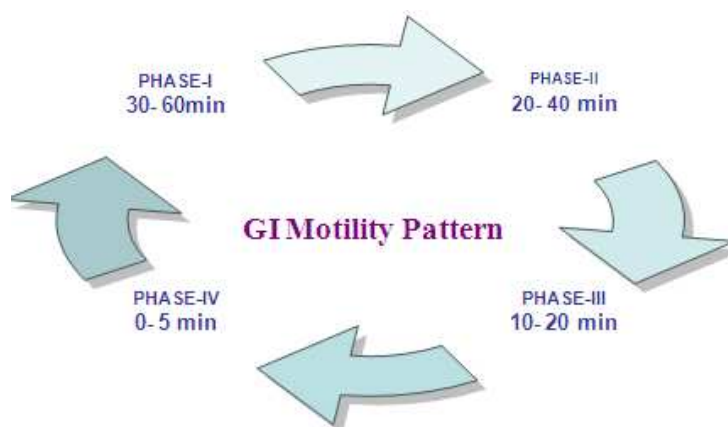 PHASE-I
30- 60min
PHASE-II
20- 40 min
GI Motility Pattern
PHASE-IV
0- 5 min
PHASE-III
10- 20 min